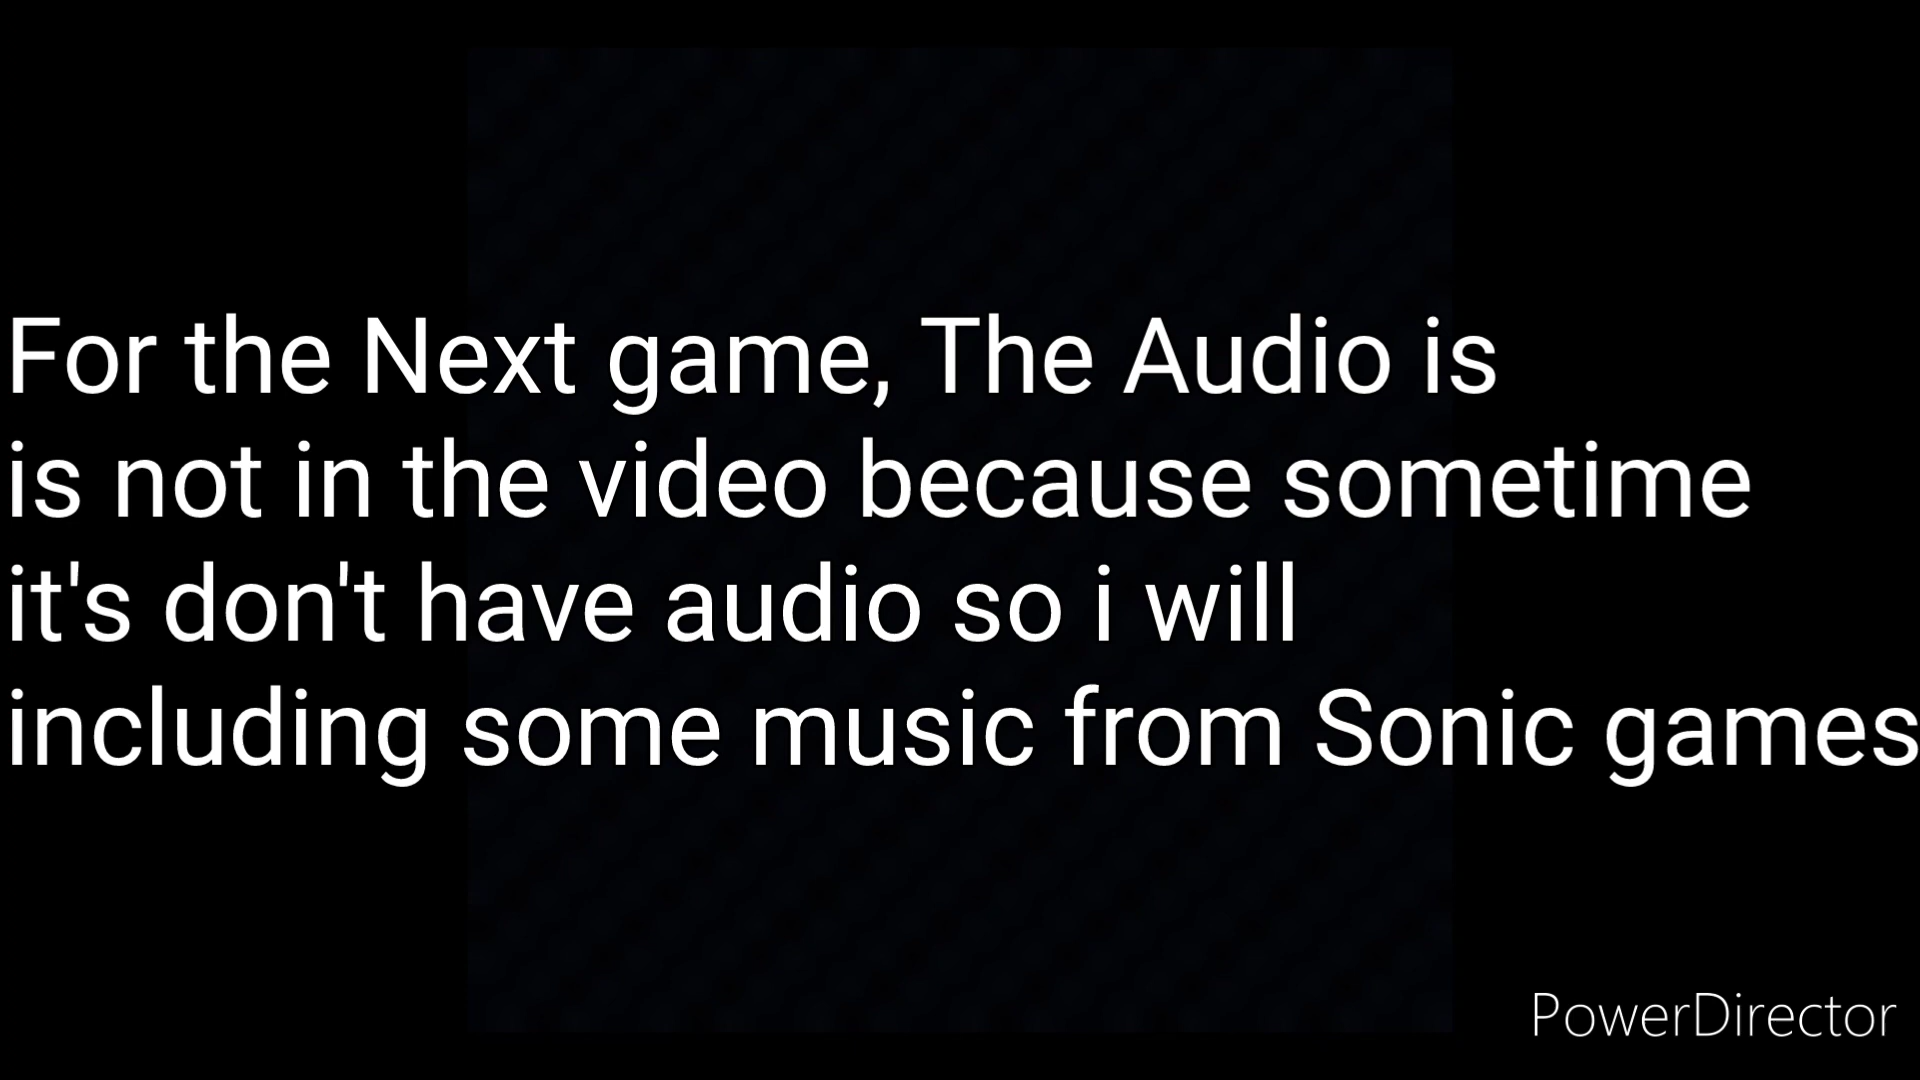 For the Next game, The Audio is
is not in the video because sometime
it's don't have audio so i will
including some music from Sonic games
PowerDirector